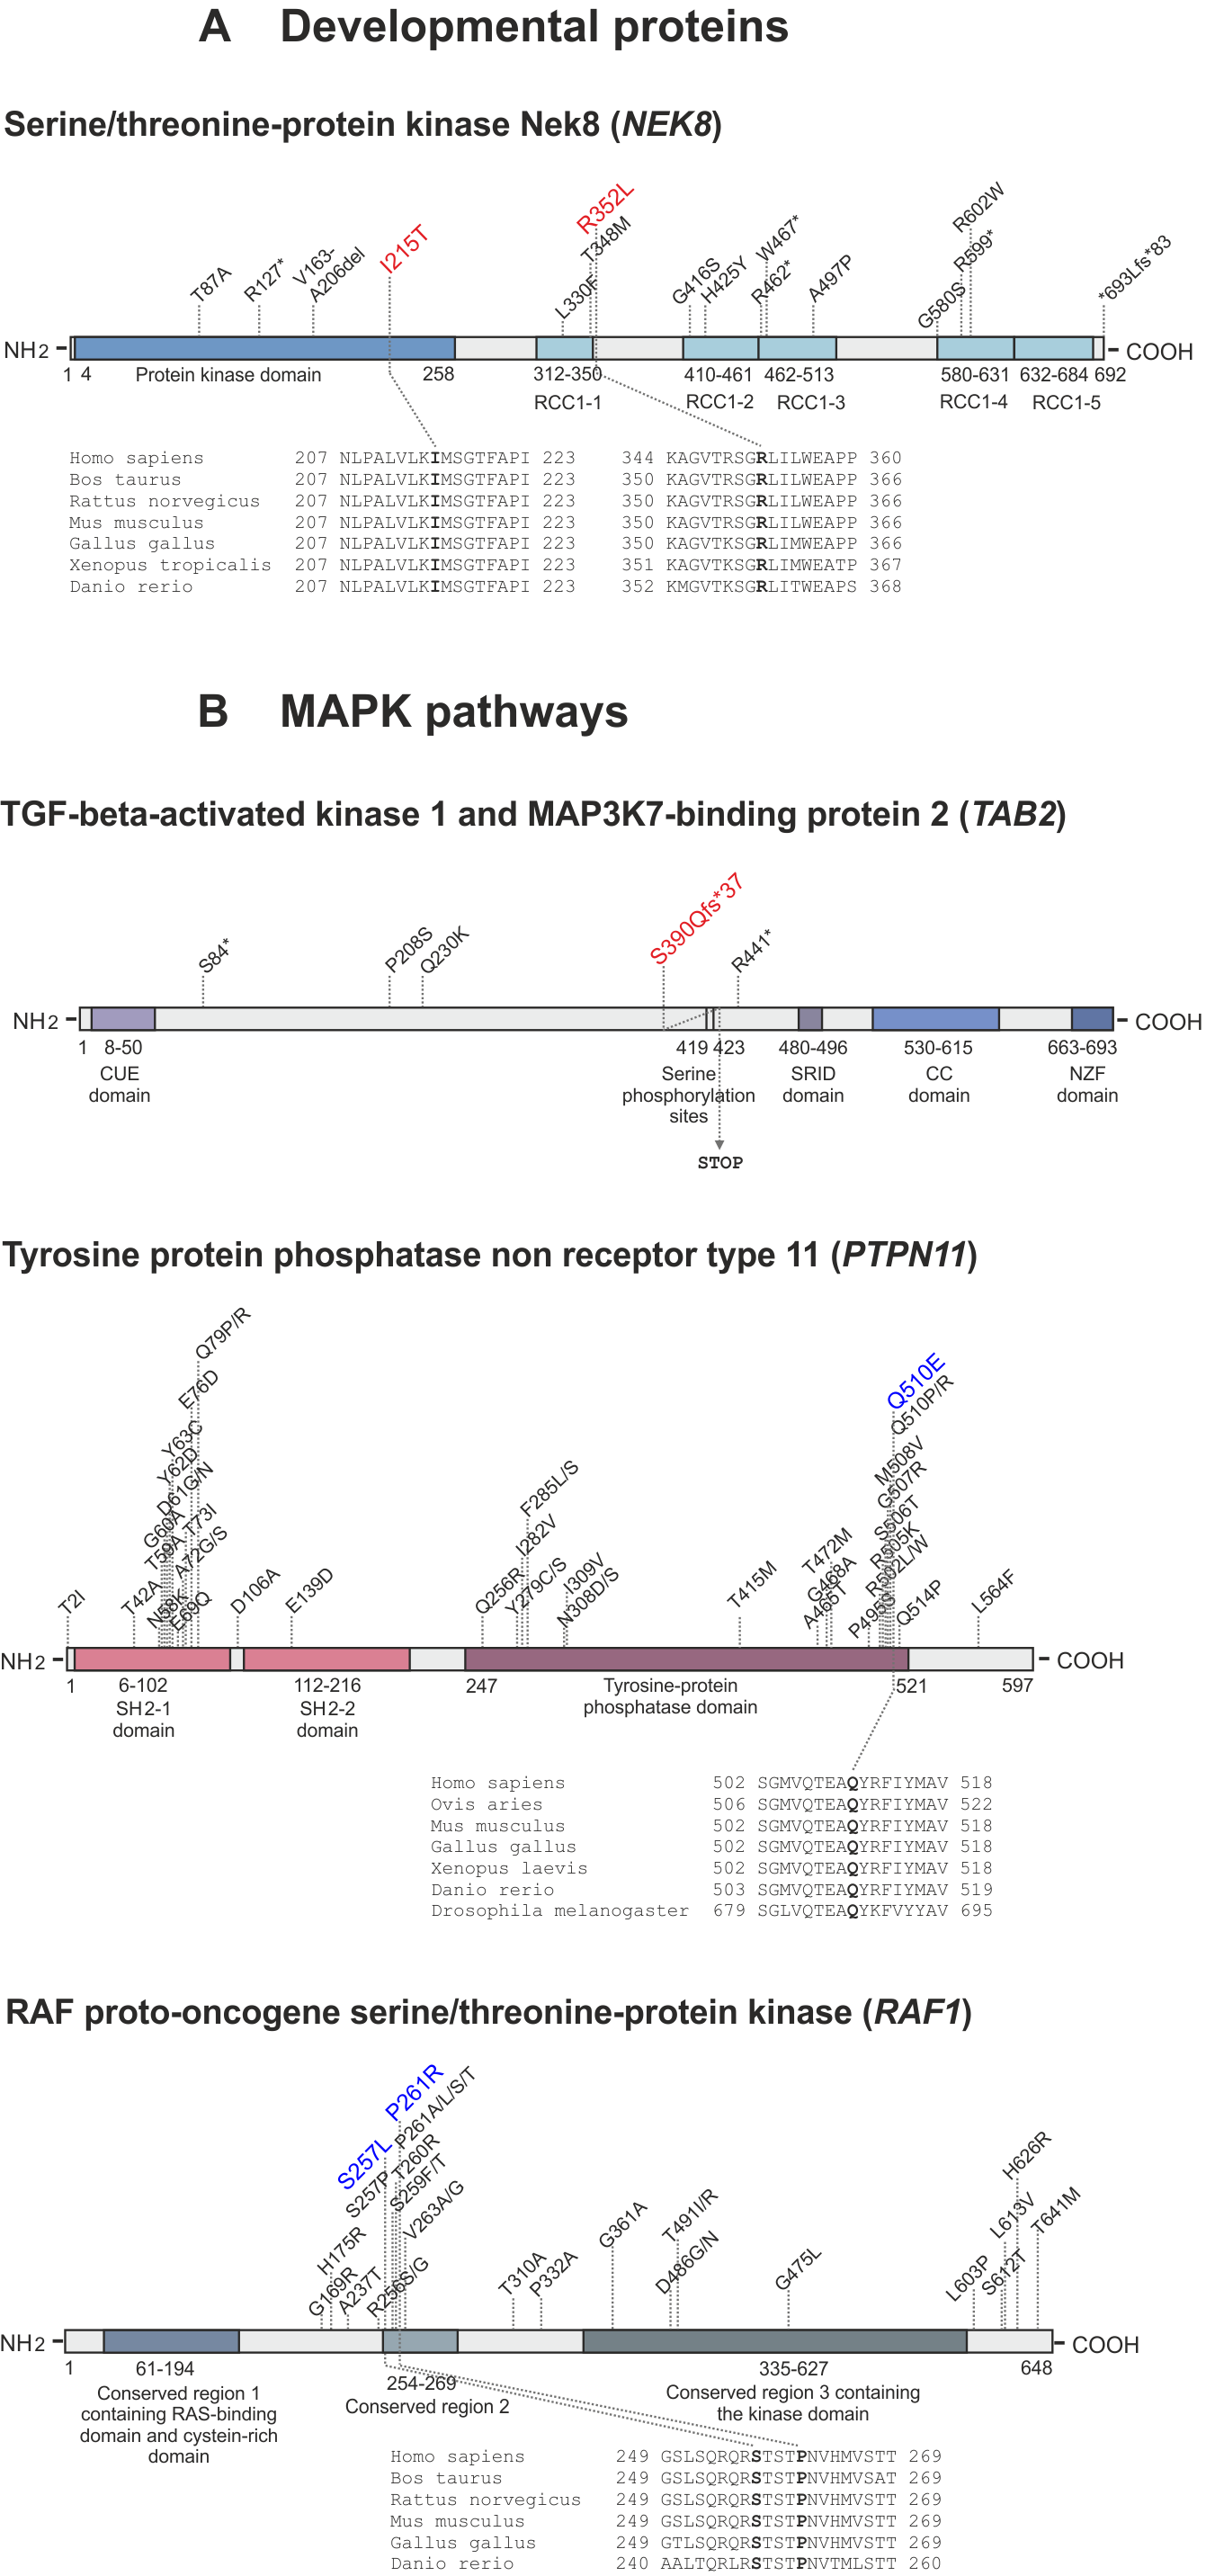 A Developmental proteins
Serine/threonine-protein kinase Nek8 (NEK8)
R352L
R602W
T348M
I215T
W467*
R599*
V163-
A206del
T87A
R127*
L330F
G416S
H425Y
R462*
A497P
G580S
*693Lfs*83
NH2
COOH
1 4 Protein kinase domain 258 312-350 410-461 462-513 580-631 632-684 692
RCC1-1 RCC1-2 RCC1-3 RCC1-4 RCC1-5
Homo sapiens 207 NLPALVLKIMSGTFAPI 223 344 KAGVTRSGRLILWEAPP 360
Bos taurus 207 NLPALVLKIMSGTFAPI 223 350 KAGVTRSGRLILWEAPP 366
Rattus norvegicus 207 NLPALVLKIMSGTFAPI 223 350 KAGVTRSGRLILWEAPP 366
Mus musculus 207 NLPALVLKIMSGTFAPI 223 350 KAGVTRSGRLILWEAPP 366
Gallus gallus 207 NLPALVLKIMSGTFAPI 223 350 KAGVTKSGRLIMWEAPP 366
Xenopus tropicalis 207 NLPALVLKIMSGTFAPI 223 351 KAGVTKSGRLIMWEATP 367
Danio rerio 207 NLPALVLKIMSGTFAPI 223 352 KMGVTKSGRLITWEAPS 368
B MAPK pathways
TGF-beta-activated kinase 1 and MAP3K7-binding protein 2 (TAB2)
S84*
P208S
Q230K
S390Qfs*37
R441*
NH2
COOH
1 8-50 419 423 480-496 530-615 663-693
CUE
domain
Serine
phosphorylation
sites
SRID
domain
CC
domain
NZF
domain
STOP
Tyrosine protein phosphatase non receptor type 11 (PTPN11)
Q79P/R
E76D
Y63C
Y62D
D61G/N
G60A
T73I
T59A
A72G/S
T2I
T42A
N58K
E69Q
D106A
E139D
F285L/S
I282V
Q256R
Y279C/S
I309V
N308D/S
T415M
T472M
G468A
A465T
Q510E
Q510P/R
M508V
G507R
S506T
R505K
R502L/W
P495S
Q514P
L564F
NH2
COOH
1 6-102 112-216 247 Tyrosine-protein 521 597
phosphatase domain
SH2-1
domain
SH2-2
domain
Homo sapiens 502 SGMVQTEAQYRFIYMAV 518
Ovis aries 506 SGMVQTEAQYRFIYMAV 522
Mus musculus 502 SGMVQTEAQYRFIYMAV 518
Gallus gallus 502 SGMVQTEAQYRFIYMAV 518
Xenopus laevis 502 SGMVQTEAQYRFIYMAV 518
Danio rerio 503 SGMVQTEAQYRFIYMAV 519
Drosophila melanogaster 679 SGLVQTEAQYKFVYYAV 695
RAF proto-oncogene serine/threonine-protein kinase (RAF1)
P261R
P261A/L/S/T
S257L
T260R
S257P
S259F/T
V263A/G
H175R
G169R
A237T
R256S/G
T310A
P332A
G361A
T491I/R
D486G/N
G475L
H626R
L613V
T641M
L603P
S612T
NH2
COOH
1 61-194 254-269 335-627 648
Conserved region 1
containing RAS-binding
domain and cystein-rich
domain
Conserved region 2
Conserved region 3 containing
the kinase domain
Homo sapiens 249 GSLSQRQRSTSTPNVHMVSTT 269
Bos taurus 249 GSLSQRQRSTSTPNVHMVSAT 269
Rattus norvegicus 249 GSLSQRQRSTSTPNVHMVSTT 269
Mus musculus 249 GSLSQRQRSTSTPNVHMVSTT 269
Gallus gallus 249 GTLSQRQRSTSTPNVHMVSTT 269
Danio rerio 240 AALTQRLRSTSTPNVTMLSTT 260